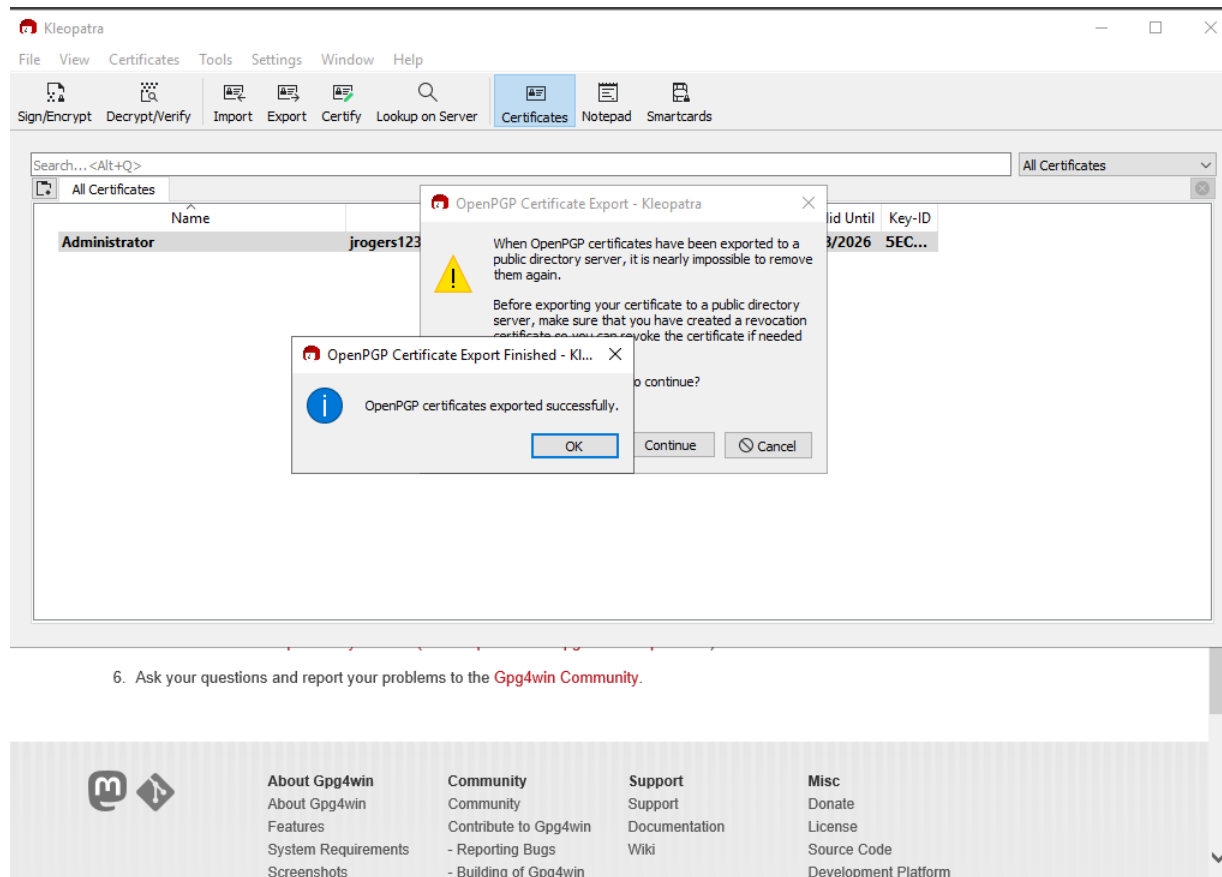 Kleopatra
File View Certificates Tools Settings Window Help
Sign/Encrypt Decrypt/Verify Import Export Certify Lookup on Server Certificates Notepad Smartcards
Search...<Alt+Q> All Certificates
All Certificates
Name lid Until Key-ID
Administrator jrogers123 3/2026 5EC...
OpenPGP Certificate Export - Kleopatra
When OpenPGP certificates have been exported to a
public directory server, it is nearly impossible to remove
them again.
Before exporting your certificate to a public directory
server, make sure that you have created a revocation
certificate so you can revoke the certificate if needed
o continue?
Continue Cancel
OpenPGP Certificate Export Finished - Kl...
OpenPGP certificates exported successfully.
OK
6. Ask your questions and report your problems to the Gpg4win Community.
About Gpg4win Community Support Misc
About Gpg4win Community Support Donate
Features Contribute to Gpg4win Documentation License
System Requirements - Reporting Bugs Wiki Source Code
Screenshots - Building of Gpg4win Development Platform